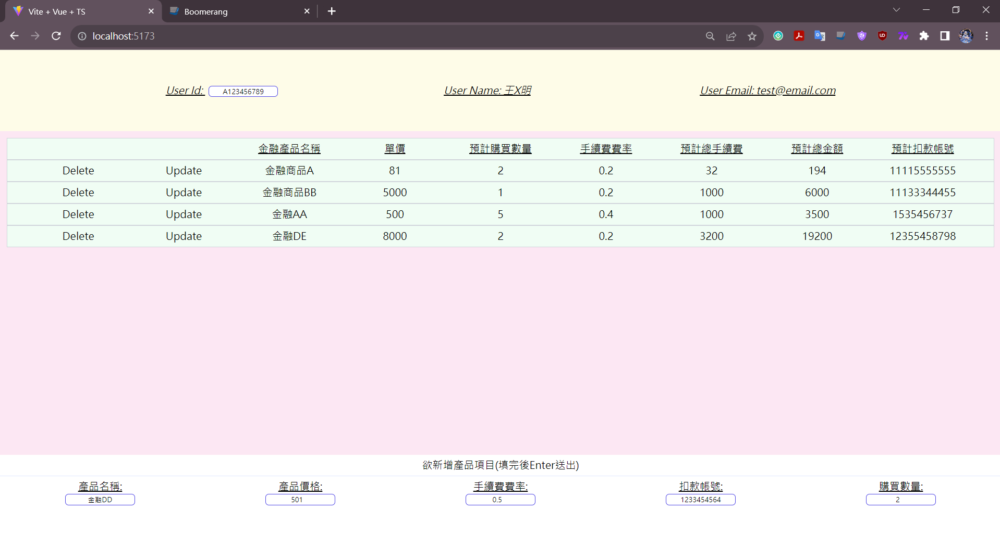 Vite + Vue + TS
Boomerang
localhost:5173
User Id: A123456789 User Name: 王X明 User Email: test@email.com
金融產品名稱 單價 預計購買數量 手續費費率 預計總手續費 預計總金額 預計扣款帳號
Delete Update 金融商品A 81 2 0.2 32 194 11115555555
Delete Update 金融商品BB 5000 1 0.2 1000 6000 11133344455
Delete Update 金融AA 500 5 0.4 1000 3500 1535456737
Delete Update 金融DE 8000 2 0.2 3200 19200 12355458798
欲新增產品項目(填完後Enter送出)
產品名稱: 產品價格: 手續費費率: 扣款帳號: 購買數量:
金融DD 501 0.5 1233454564 2